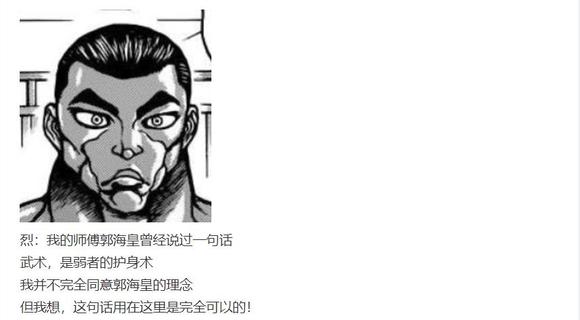 烈：我的师傅郭海皇曾经说过一句话
武术，是弱者的护身术
我并不完全同意郭海皇的理念
但我想，这句话用在这里是完全可以的！